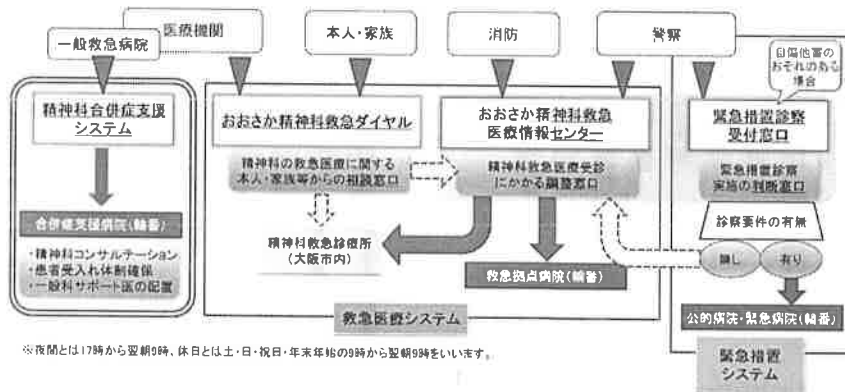 医療機関
一般救急病院
本人・家族
消防
警察
自傷他害の
おそれのある
場合
精神科合併症支援
システム
おおさか精神科救急ダイヤル
おおさか精神科救急
医療情報センター
緊急措置診察
受付窓口
精神科の救急医療に関する
本人・家族等からの相談窓口
精神科救急医療受診
にかかる調整窓口
緊急措置診察
実施の判断窓口
合併症支援病院(輪番)
診察要件の有無
・精神科コンサルテーション
・患者受入れ体制確保
・一般科サポート医の配置
精神科救急診療所
(大阪市内)
救急拠点病院(輪番)
無し
有り
公的病院・緊急病院(輪番)
救急医療システム
緊急措置
システム
※夜間とは17時から翌朝9時、休日とは土・日・祝日・年末年始の9時から翌朝9時をいいます。